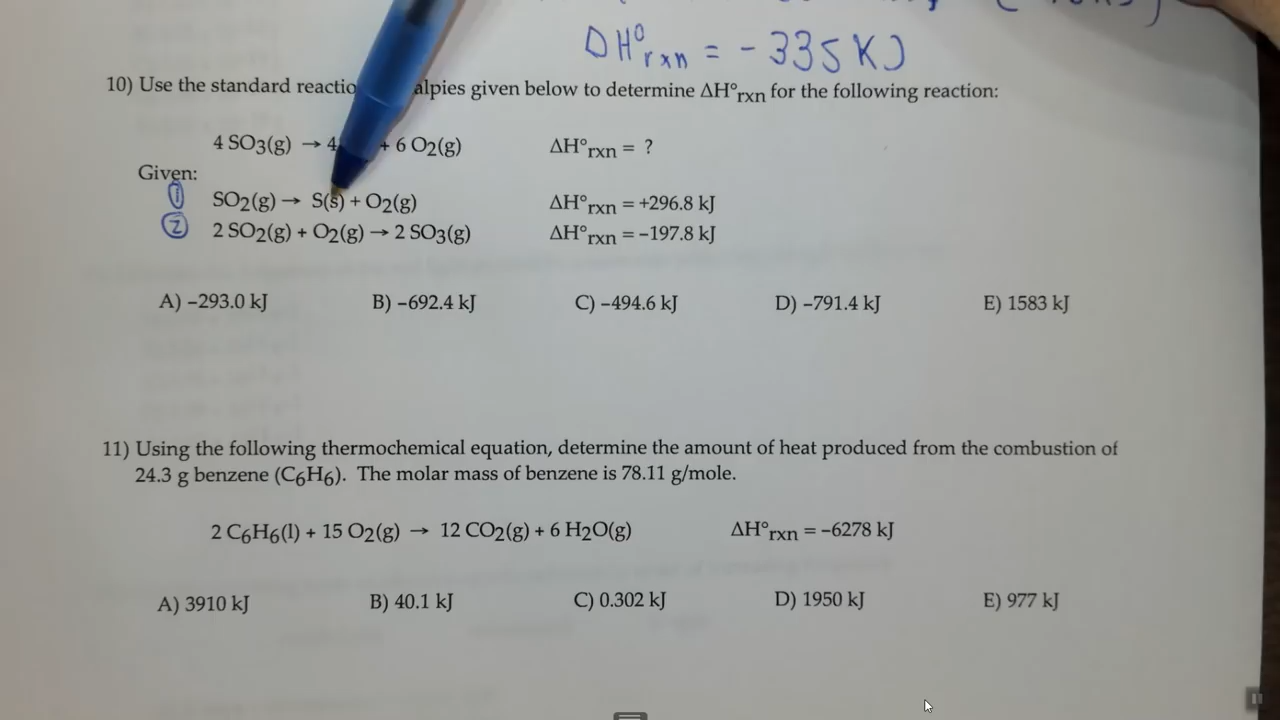 ΔH°rxn = -335 KJ
10) Use the standard reactio alpies given below to determine ΔH°rxn for the following reaction:
4 SO3(g) → 4 + 6 O2(g) ΔH°rxn = ?
Given:
① SO2(g) → S(s) + O2(g) ΔH°rxn = +296.8 kJ
② 2 SO2(g) + O2(g) → 2 SO3(g) ΔH°rxn = −197.8 kJ
A) −293.0 kJ B) −692.4 kJ C) −494.6 kJ D) −791.4 kJ E) 1583 kJ
11) Using the following thermochemical equation, determine the amount of heat produced from the combustion of
24.3 g benzene (C6H6). The molar mass of benzene is 78.11 g/mole.
2 C6H6(l) + 15 O2(g) → 12 CO2(g) + 6 H2O(g) ΔH°rxn = −6278 kJ
A) 3910 kJ B) 40.1 kJ C) 0.302 kJ D) 1950 kJ E) 977 kJ